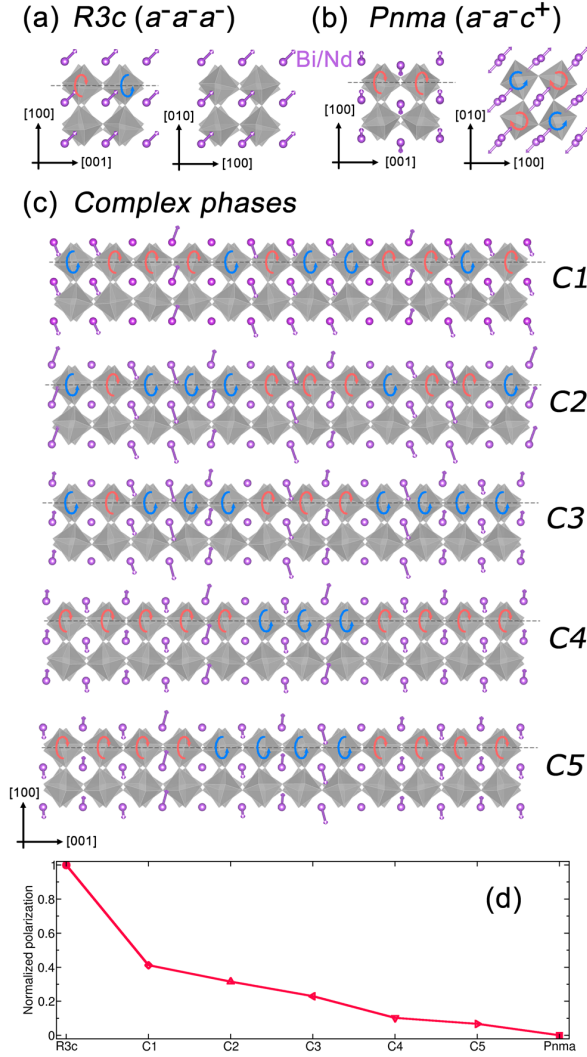 (a) R3c (a⁻a⁻a⁻)
(b) Pnma (a⁻a⁻c⁺)
Bi/Nd
[100]
[001]
[010]
[100]
[100]
[001]
[010]
[100]
(c) Complex phases
C1
C2
C3
C4
C5
[100]
[001]
(d)
Normalized polarization
1
0.8
0.6
0.4
0.2
0
R3c C1 C2 C3 C4 C5 Pnma